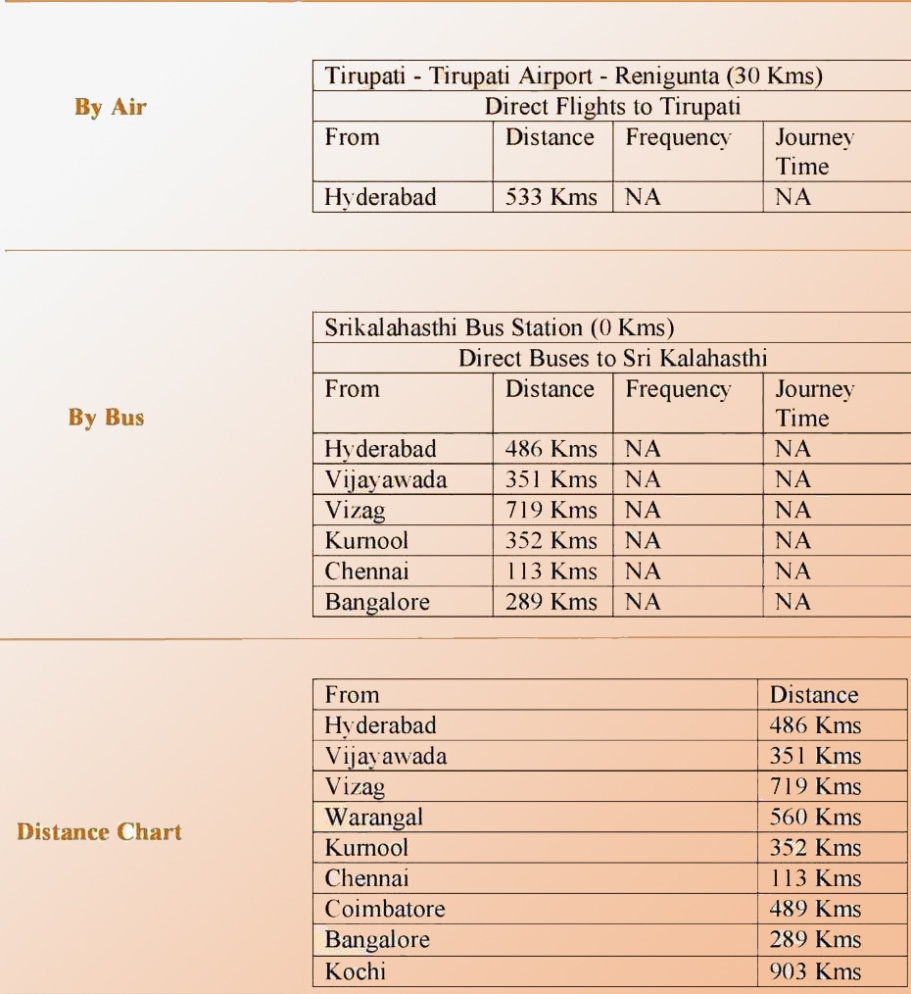 By Air
Tirupati - Tirupati Airport - Renigunta (30 Kms)
Direct Flights to Tirupati
From Distance Frequency Journey Time
Hyderabad 533 Kms NA NA
By Bus
Srikalahasthi Bus Station (0 Kms)
Direct Buses to Sri Kalahasthi
From Distance Frequency Journey Time
Hyderabad 486 Kms NA NA
Vijayawada 351 Kms NA NA
Vizag 719 Kms NA NA
Kurnool 352 Kms NA NA
Chennai 113 Kms NA NA
Bangalore 289 Kms NA NA
Distance Chart
From Distance
Hyderabad 486 Kms
Vijayawada 351 Kms
Vizag 719 Kms
Warangal 560 Kms
Kurnool 352 Kms
Chennai 113 Kms
Coimbatore 489 Kms
Bangalore 289 Kms
Kochi 903 Kms